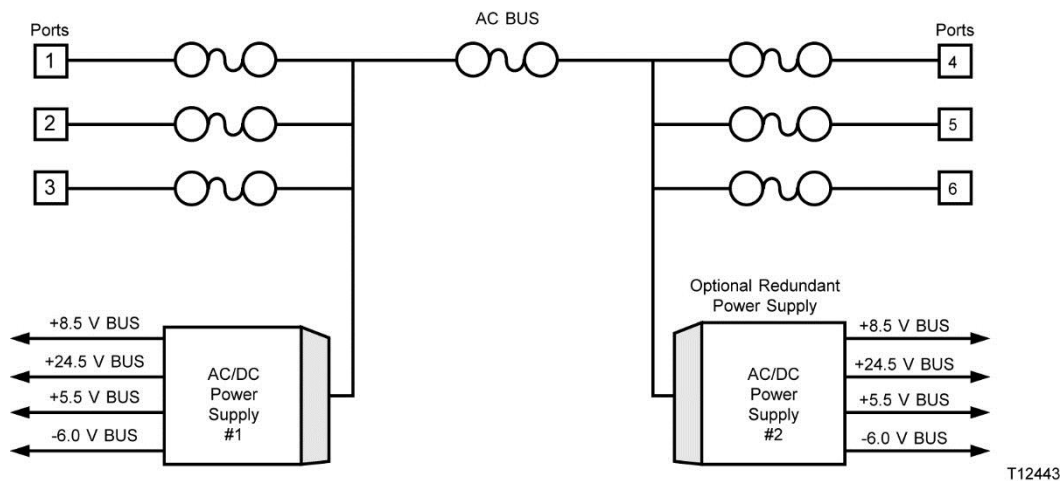 Ports
AC BUS
Ports
1
4
2
5
3
6
Optional Redundant
Power Supply
+8.5 V BUS
+24.5 V BUS
+5.5 V BUS
-6.0 V BUS
AC/DC
Power
Supply
#1
AC/DC
Power
Supply
#2
+8.5 V BUS
+24.5 V BUS
+5.5 V BUS
-6.0 V BUS
T12443